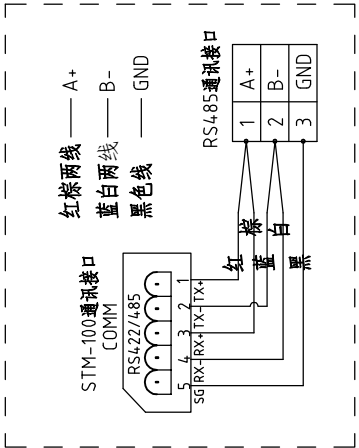 红棕两线 A+
蓝白两线 B-
黑色线 GND
RS485通讯接口
1 A+
2 B-
3 GND
红 棕
蓝 白
黑
STM-100通讯接口
COMM
RS422/485
1 TX+
2 TX-
3 RX+
4 RX-
5 SG